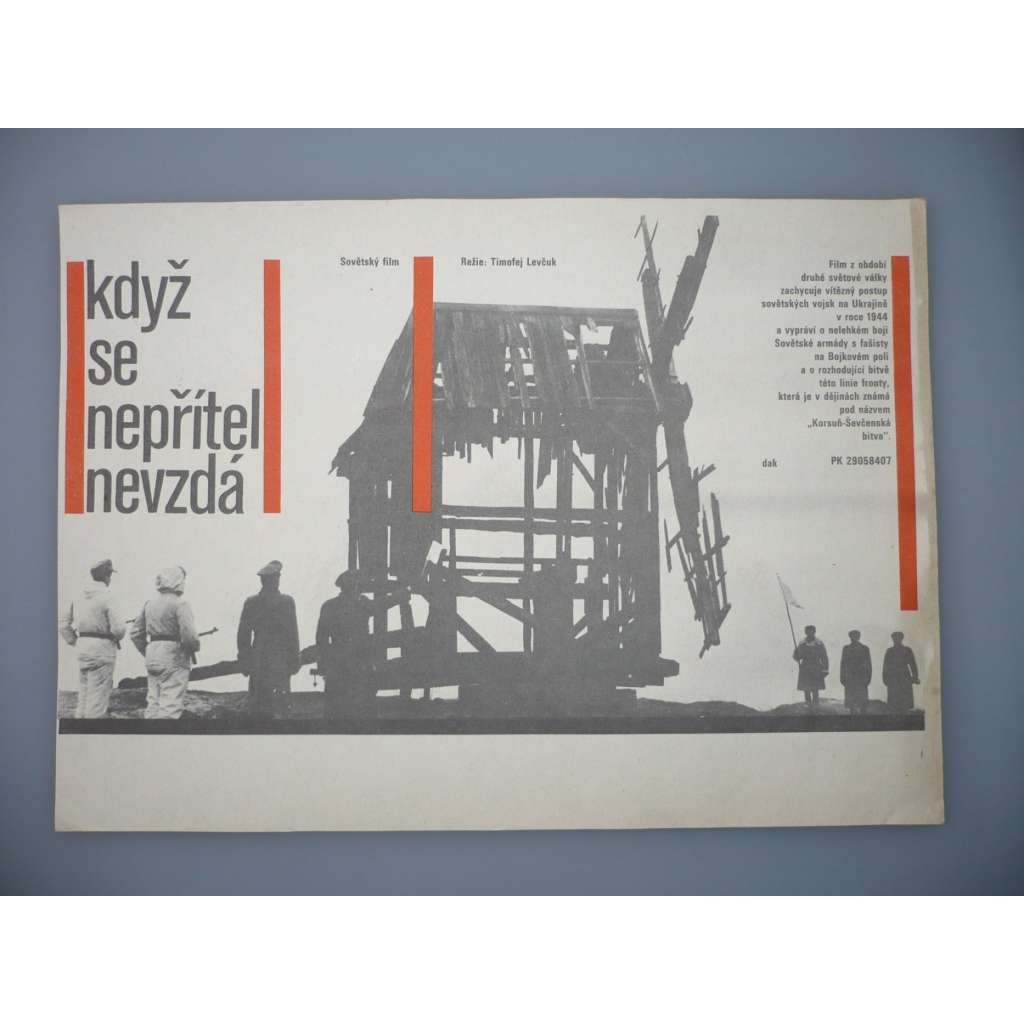 když
se
nepřítel
nevzdá
Sovětský film
Režie: Timofej Levčuk
Film z období
druhé světové války
zachycuje vítězný postup
sovětských vojsk na Ukrajině
v roce 1944
a vypráví o nelehkém boji
Sovětské armády s fašisty
na Bojkovém poli
a o rozhodující bitvě
této linie fronty,
která je v dějinách známá
pod názvem
„Korsuň-Ševčenská
bitva".
dak PK 28058407